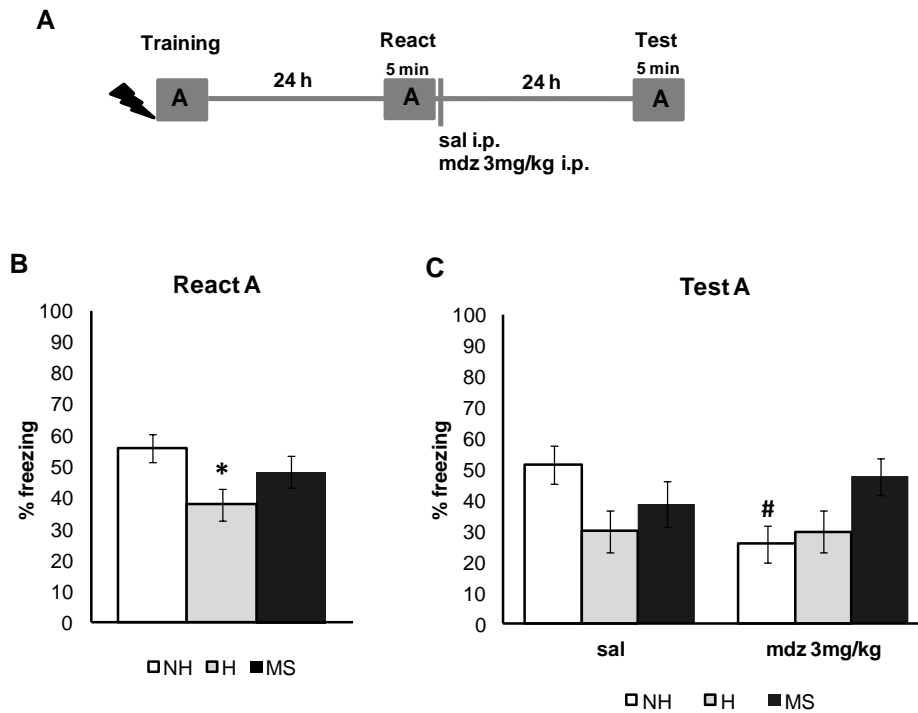 A
Training
React
Test
5 min
5 min
24 h
24 h
A
A
A
sal i.p.
mdz 3mg/kg i.p.
B
React A
100
90
80
70
60
50
40
30
20
10
0
% freezing
*
NH H MS
C
Test A
100
90
80
70
60
50
40
30
20
10
0
% freezing
#
sal mdz 3mg/kg
NH H MS